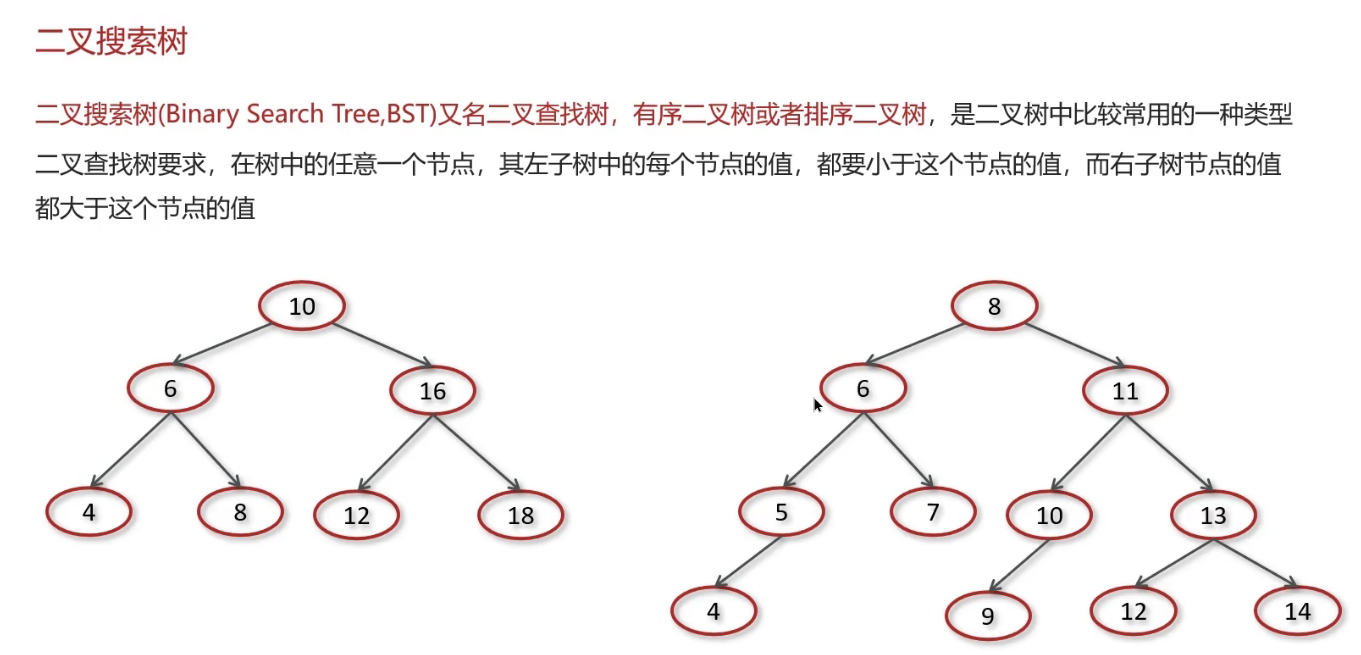 二叉搜索树
二叉搜索树(Binary Search Tree,BST)又名二叉查找树，有序二叉树或者排序二叉树，是二叉树中比较常用的一种类型
二叉查找树要求，在树中的任意一个节点，其左子树中的每个节点的值，都要小于这个节点的值，而右子树节点的值
都大于这个节点的值
10
6 16
4 8 12 18
8
6 11
5 7 10 13
4 9 12 14